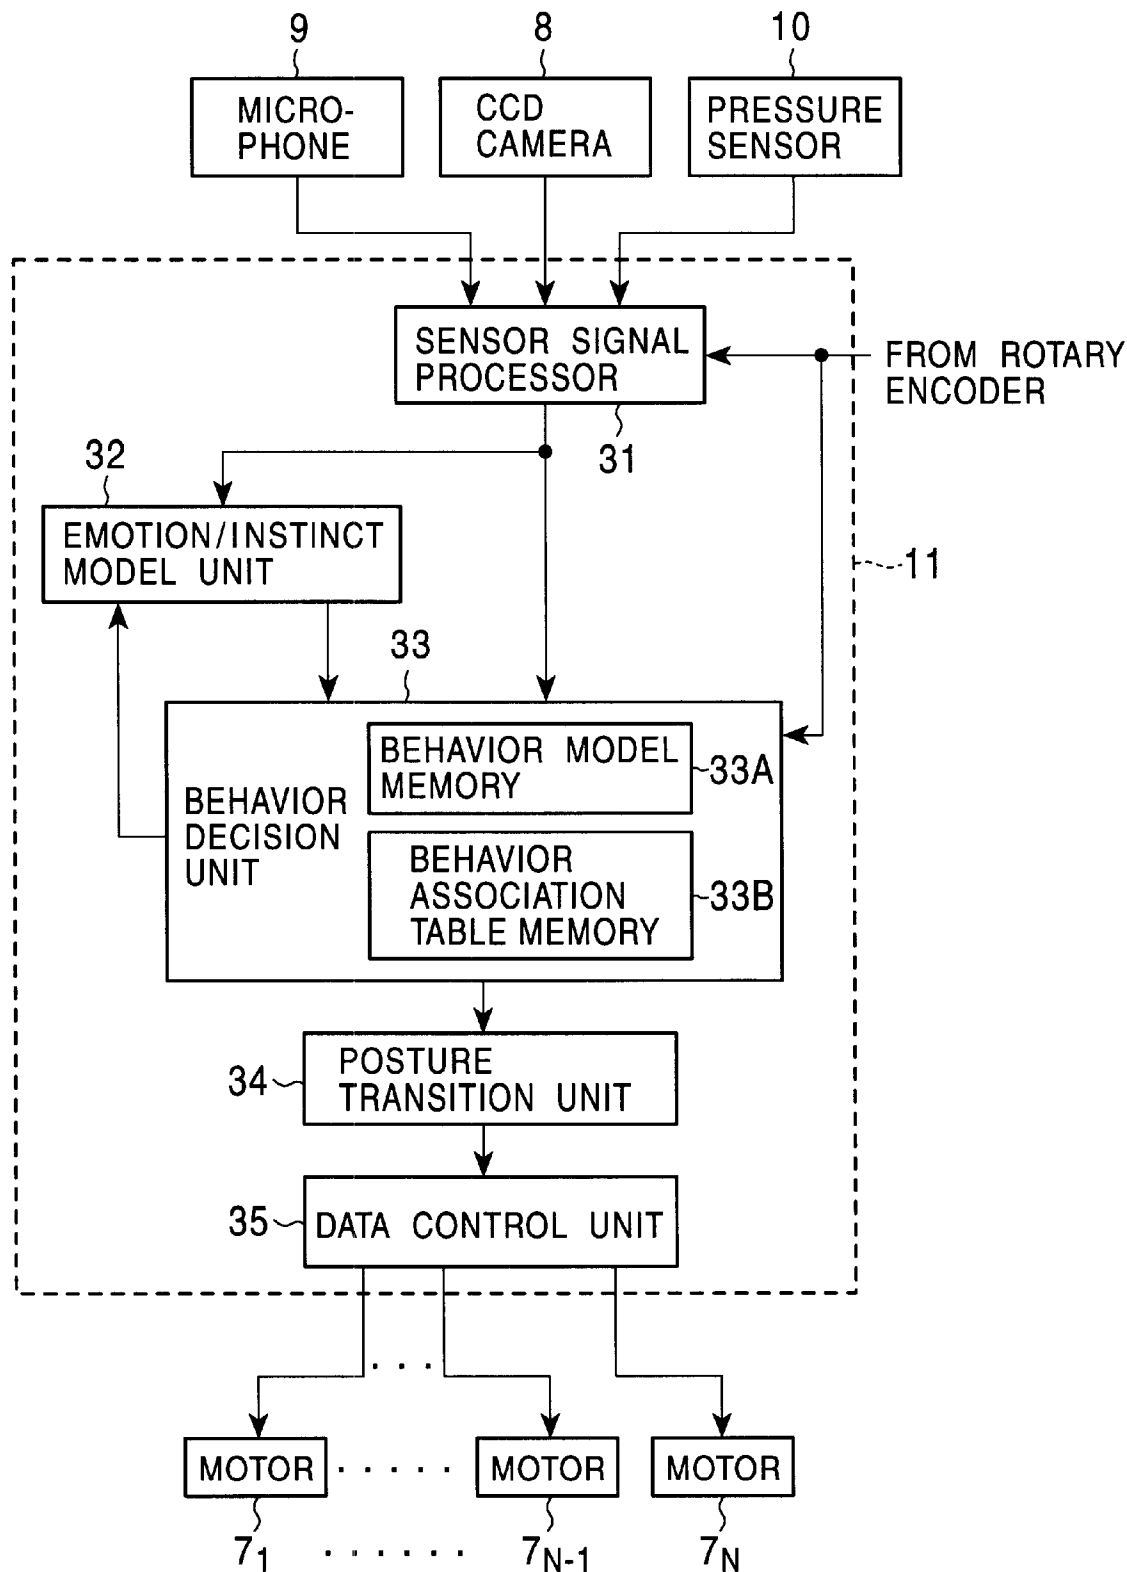 9
8
10
MICRO-
PHONE
CCD
CAMERA
PRESSURE
SENSOR
SENSOR SIGNAL
PROCESSOR
FROM ROTARY
ENCODER
31
32
EMOTION/INSTINCT
MODEL UNIT
11
33
BEHAVIOR
DECISION
UNIT
BEHAVIOR MODEL
MEMORY
33A
BEHAVIOR
ASSOCIATION
TABLE MEMORY
33B
34
POSTURE
TRANSITION UNIT
35
DATA CONTROL UNIT
. . .
MOTOR . . . . . MOTOR MOTOR
7₁ . . . . . . 7N-1 7N